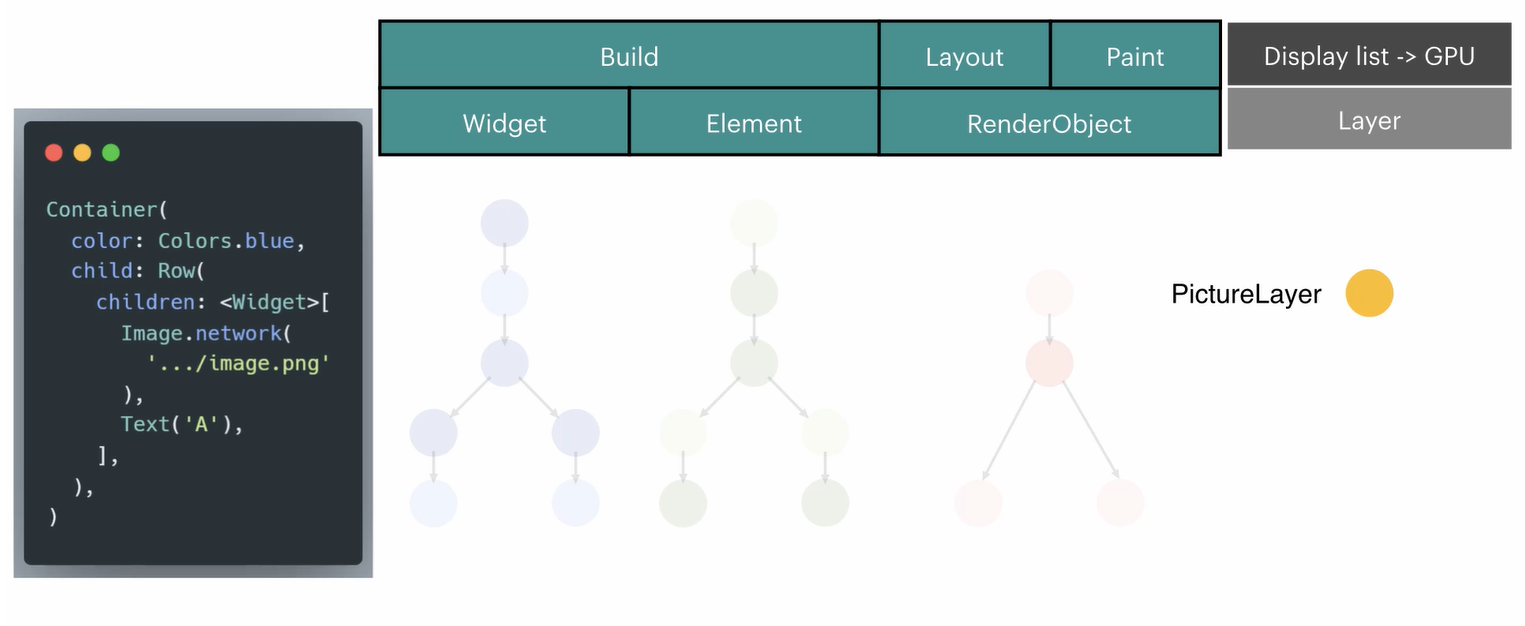 Build
Layout
Paint
Display list -> GPU
Widget
Element
RenderObject
Layer
Container(
  color: Colors.blue,
  child: Row(
    children: <Widget>[
      Image.network(
        '.../image.png'
      ),
      Text('A'),
    ],
  ),
)
PictureLayer